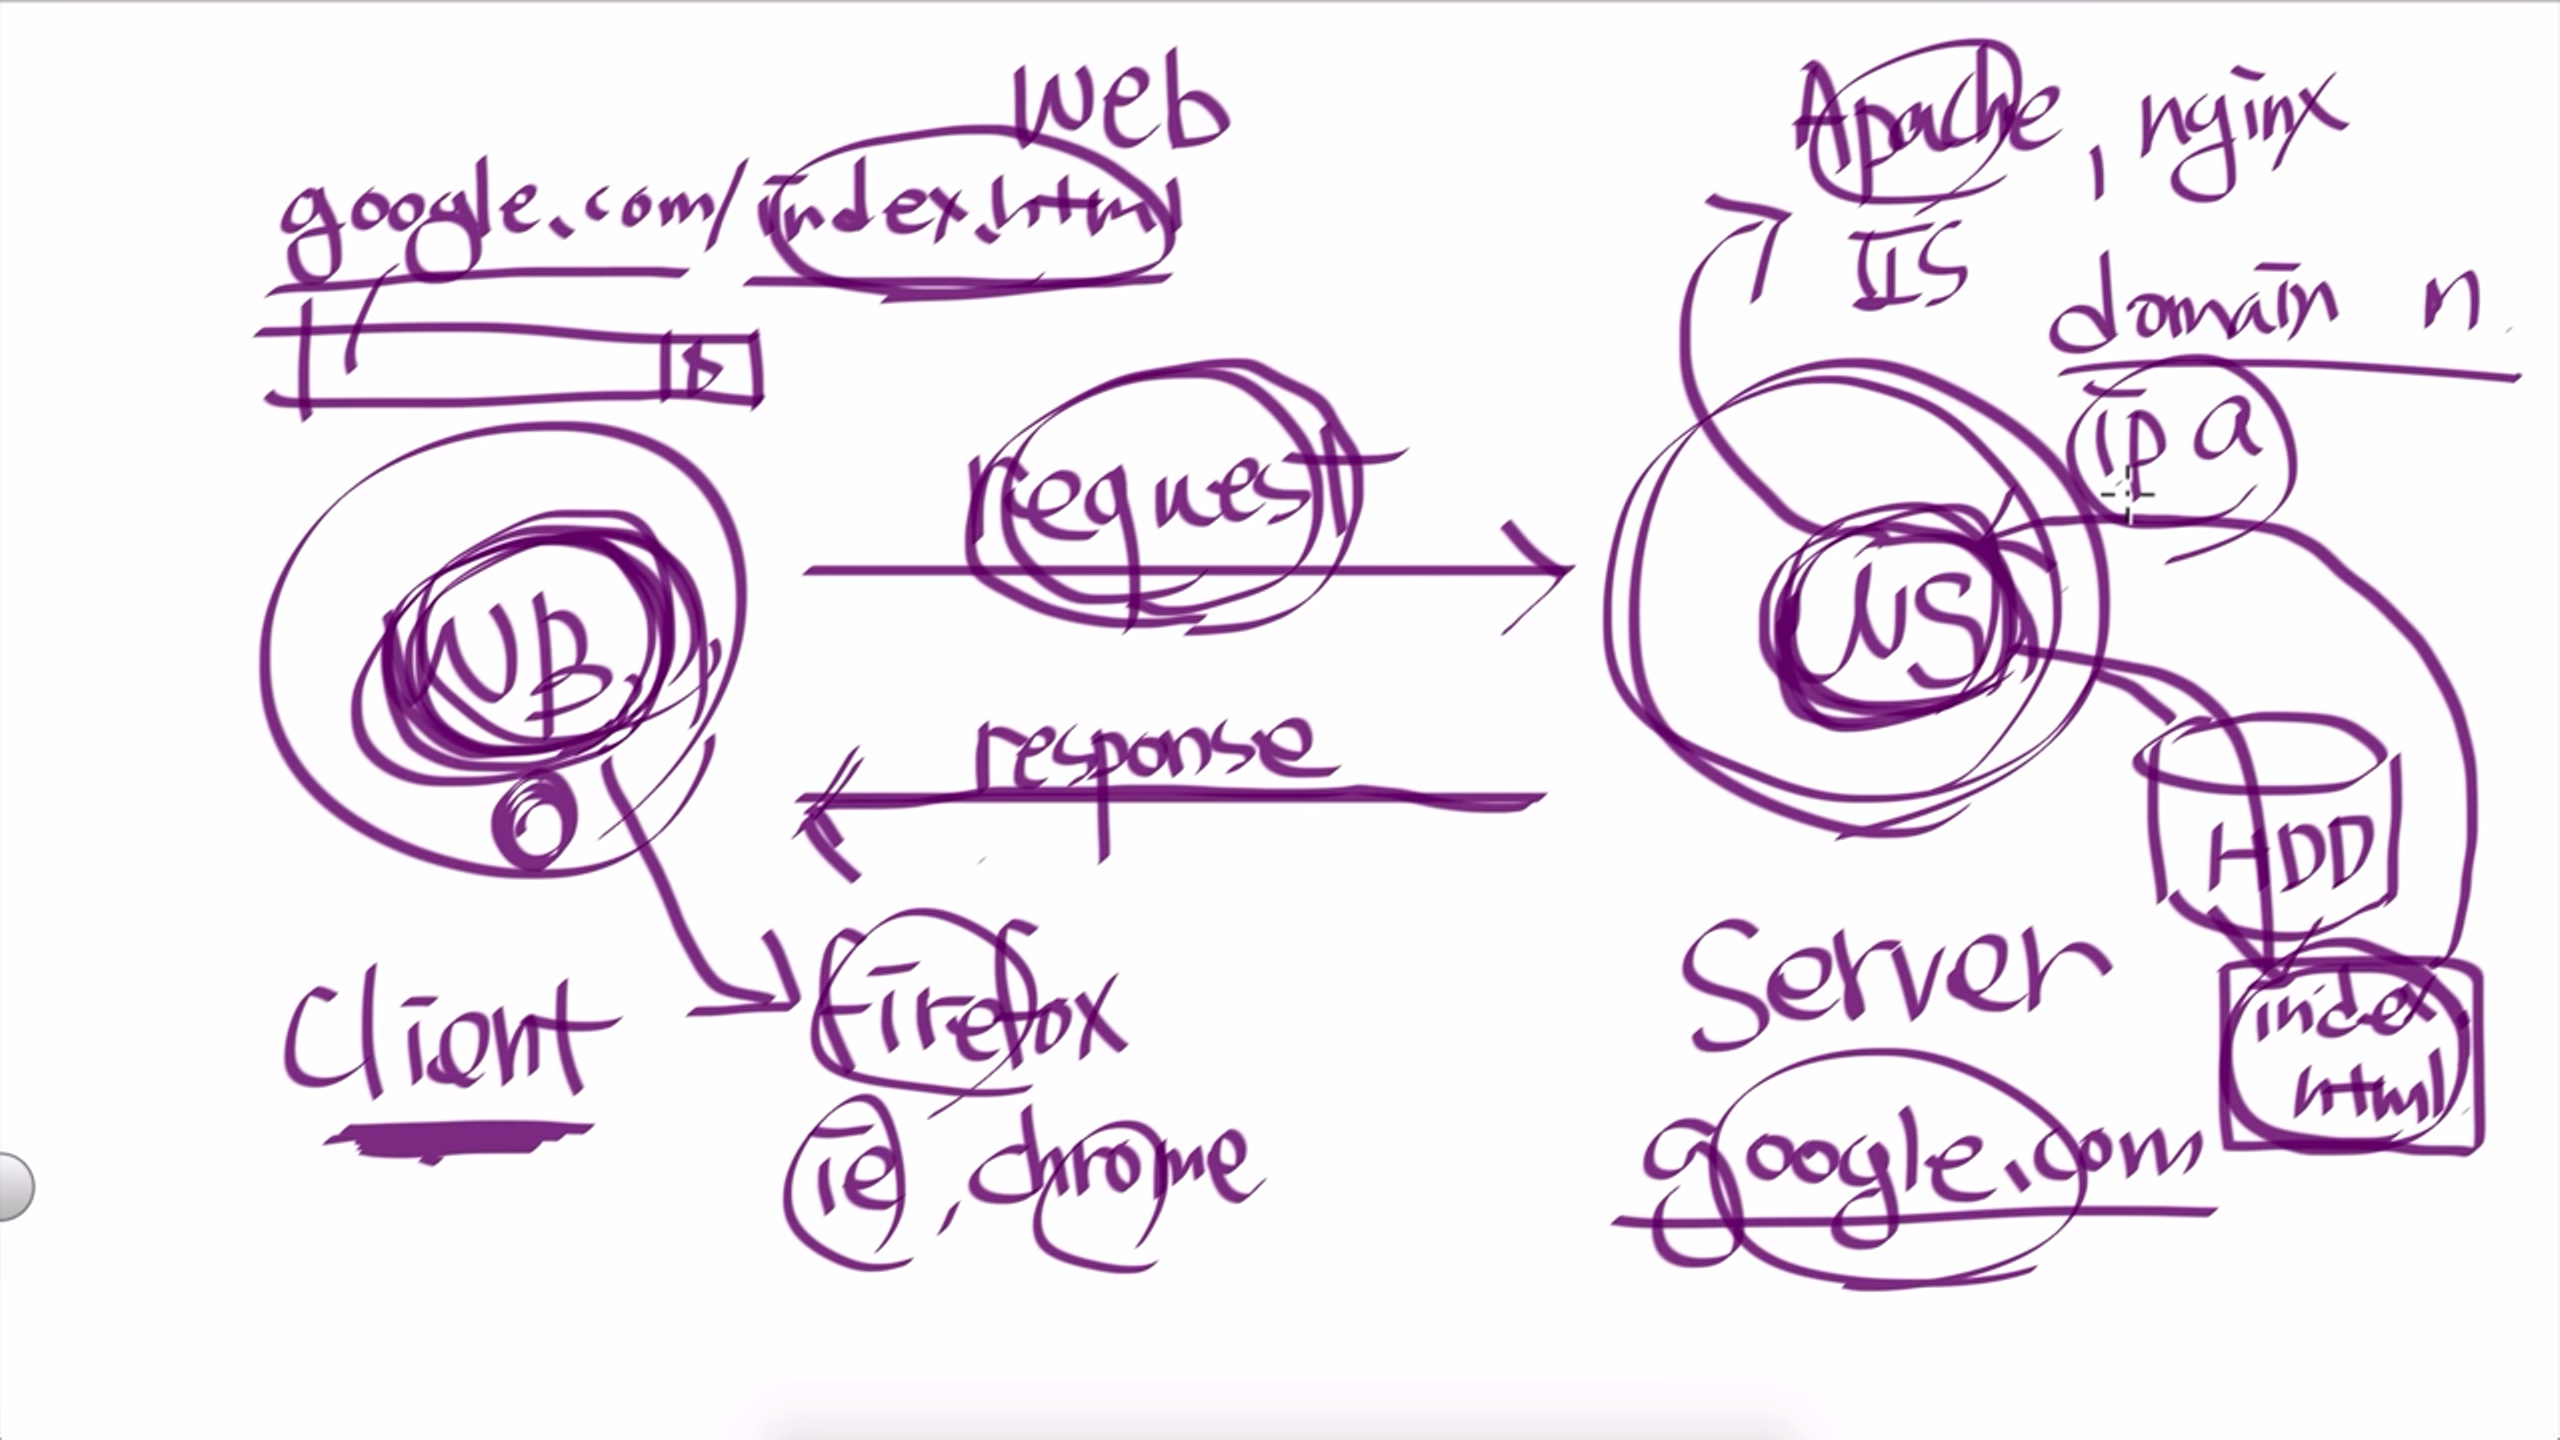 Web
Apache, nginx
google.com/index.html
IIS
domain n.
ip a
request
WB
WS
response
HDD
Client
firefox
Server
index
html
ie, chrome
google.com